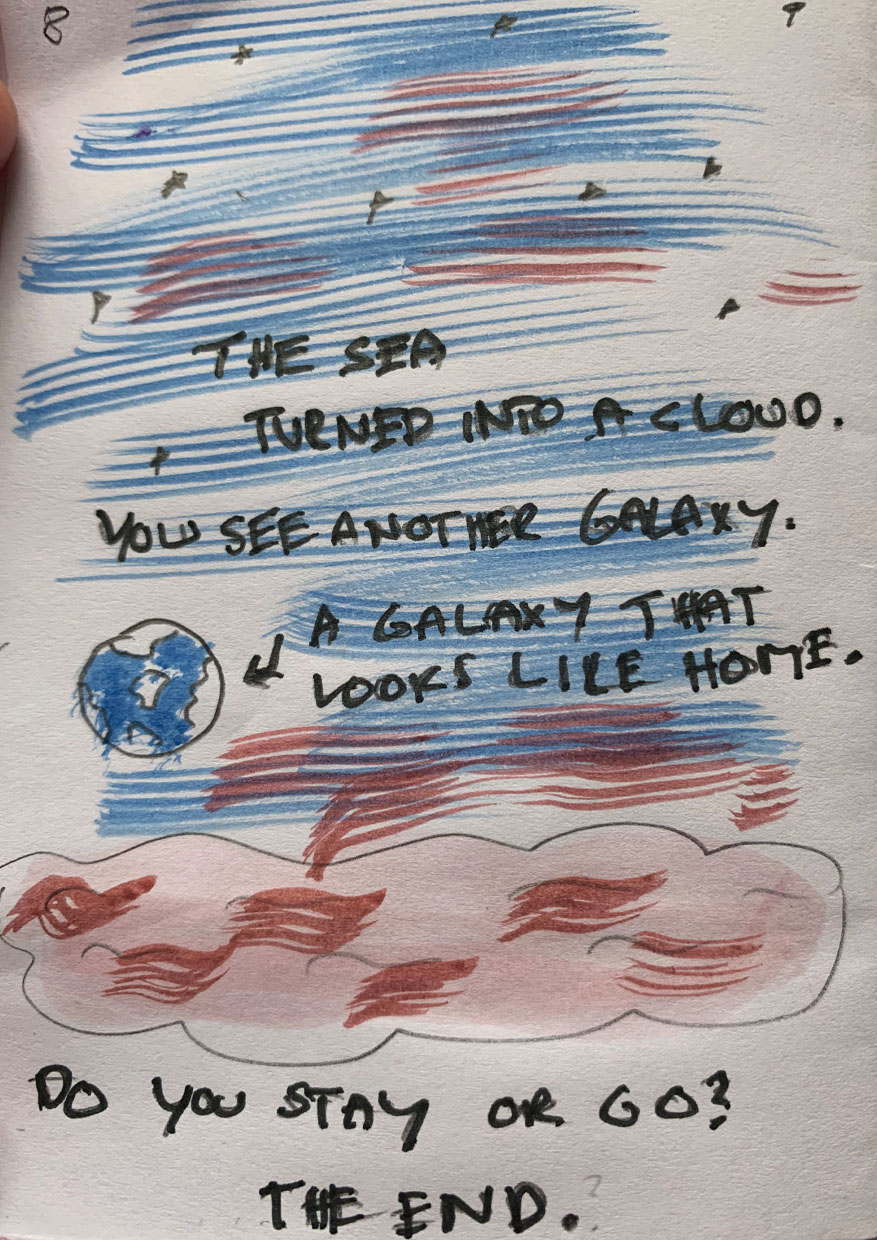 8
9
THE SEA
TURNED INTO A CLOUD.
YOU SEE ANOTHER GALAXY.
A GALAXY THAT
LOOKS LIKE HOME.
DO YOU STAY OR GO?
THE END.?